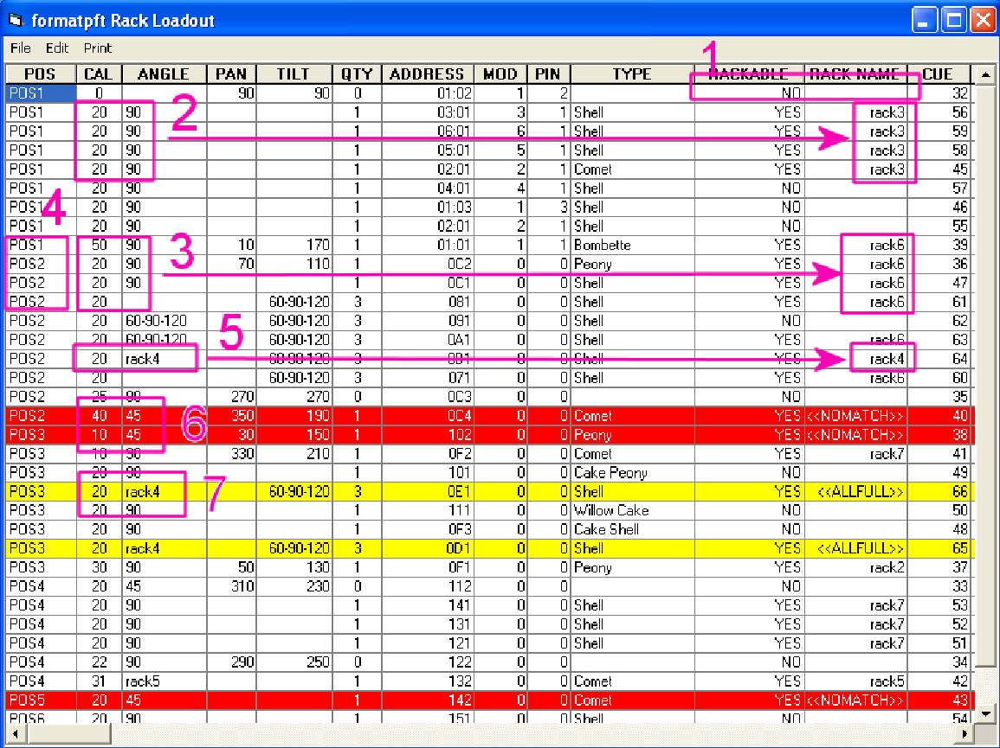 formatpft Rack Loadout
File Edit Print
POS CAL ANGLE PAN TILT QTY ADDRESS MOD PIN TYPE RACKABLE RACK NAME CUE
1
POS1 0 90 90 0 01:02 1 2 NO 32
POS1 20 90 1 03:01 3 1 Shell YES rack3 56
2
POS1 20 90 1 06:01 6 1 Shell YES rack3 59
POS1 20 90 1 05:01 5 1 Shell YES rack3 58
POS1 20 90 1 02:01 2 1 Comet YES rack3 45
POS1 20 90 1 04:01 4 1 Shell NO 57
4
POS1 20 90 1 01:03 1 3 Shell NO 46
POS1 20 90 1 02:01 2 1 Shell NO 55
POS1 50 90 10 170 1 01:01 1 1 Bombette YES rack6 39
3
POS2 20 90 70 110 1 0C2 0 0 Peony YES rack6 36
POS2 20 90 1 0C1 0 0 Shell YES rack6 47
POS2 20 60-90-120 3 081 0 0 Shell YES rack6 61
POS2 20 60-90-120 60-90-120 3 091 0 0 Shell NO 62
5
POS2 20 60-90-120 60-90-120 3 0A1 0 0 Shell YES rack6 63
POS2 20 rack4 60-90-120 3 0B1 0 0 Shell YES rack4 64
POS2 20 60-90-120 3 071 0 0 Shell YES rack6 60
POS2 25 90 270 270 0 0C3 0 0 NO 35
POS2 40 45 350 190 1 0C4 0 0 Comet YES <<NOMATCH>> 40
6
POS3 10 45 30 150 1 102 0 0 Peony YES <<NOMATCH>> 38
POS3 10 90 330 210 1 0F2 0 0 Comet YES rack7 41
POS3 20 90 1 101 0 0 Cake Peony NO 49
POS3 20 rack4 60-90-120 3 0E1 0 0 Shell YES <<ALLFULL>> 66
7
POS3 20 90 1 111 0 0 Willow Cake NO 50
POS3 20 90 1 0F3 0 0 Cake Shell NO 48
POS3 20 rack4 60-90-120 3 0D1 0 0 Shell YES <<ALLFULL>> 65
POS3 30 90 50 130 1 0F1 0 0 Peony YES rack2 37
POS4 20 45 310 230 0 112 0 0 NO 33
POS4 20 90 1 141 0 0 Shell YES rack7 53
POS4 20 90 1 131 0 0 Shell YES rack7 52
POS4 20 90 1 121 0 0 Shell YES rack7 51
POS4 22 90 290 250 0 122 0 0 NO 34
POS4 31 rack5 1 132 0 0 Comet YES rack5 42
POS5 20 45 1 142 0 0 Comet YES <<NOMATCH>> 43
POS6 20 90 1 151 0 0 Shell NO 54